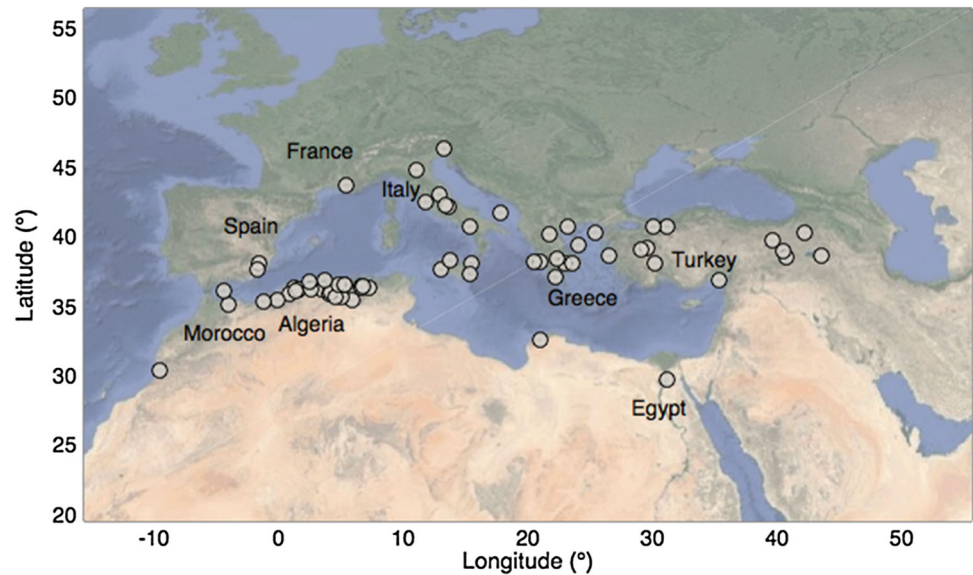 55
50
45
40
35
30
25
20
Latitude (°)
France
Italy
Spain
Turkey
Greece
Morocco
Algeria
Egypt
-10 0 10 20 30 40 50
Longitude (°)